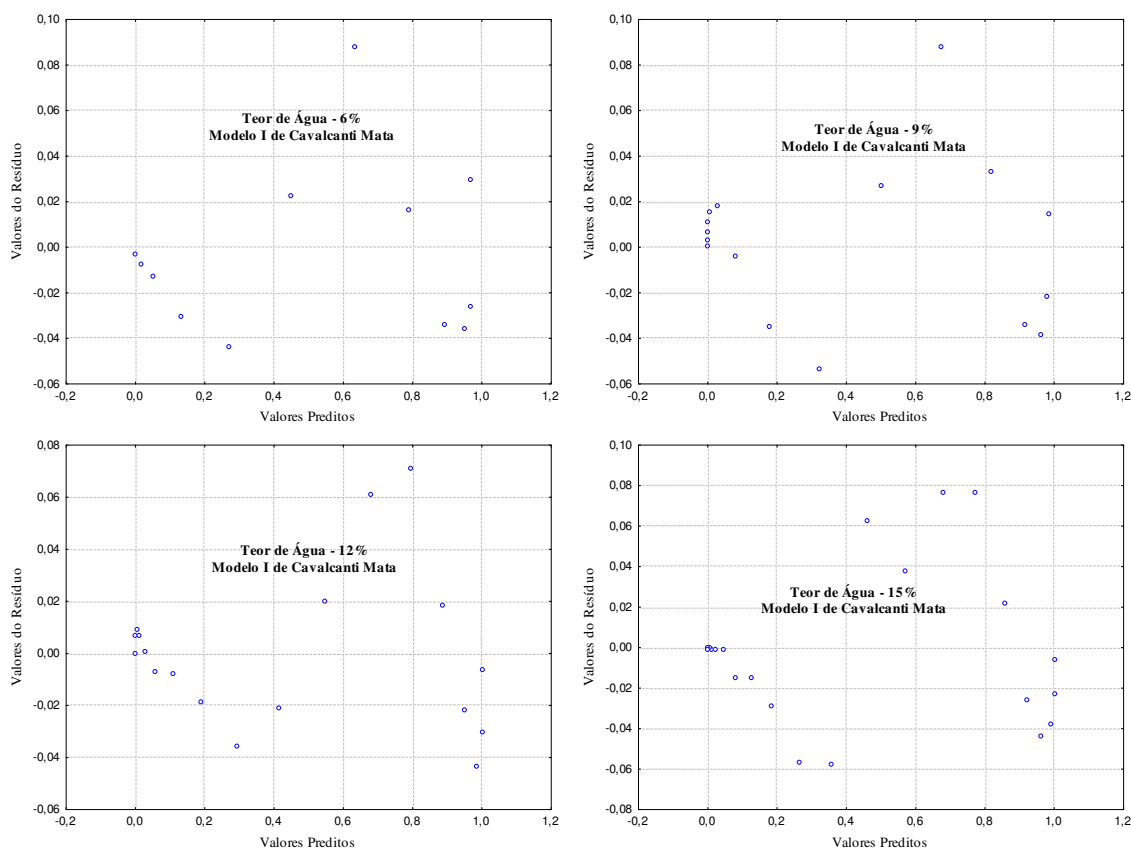 0,10
0,08
0,06
0,04
0,02
0,00
-0,02
-0,04
-0,06
Valores do Resíduo
Teor de Água - 6%
Modelo I de Cavalcanti Mata
-0,2 0,0 0,2 0,4 0,6 0,8 1,0 1,2
Valores Preditos
0,10
0,08
0,06
0,04
0,02
0,00
-0,02
-0,04
-0,06
Valores do Resíduo
Teor de Água - 9%
Modelo I de Cavalcanti Mata
-0,2 0,0 0,2 0,4 0,6 0,8 1,0 1,2
Valores Preditos
0,08
0,06
0,04
0,02
0,00
-0,02
-0,04
-0,06
Valores do Resíduo
Teor de Água - 12%
Modelo I de Cavalcanti Mata
-0,2 0,0 0,2 0,4 0,6 0,8 1,0 1,2
Valores Preditos
0,10
0,08
0,06
0,04
0,02
0,00
-0,02
-0,04
-0,06
-0,08
Valores do Resíduo
Teor de Água - 15%
Modelo I de Cavalcanti Mata
-0,2 0,0 0,2 0,4 0,6 0,8 1,0 1,2
Valores Preditos